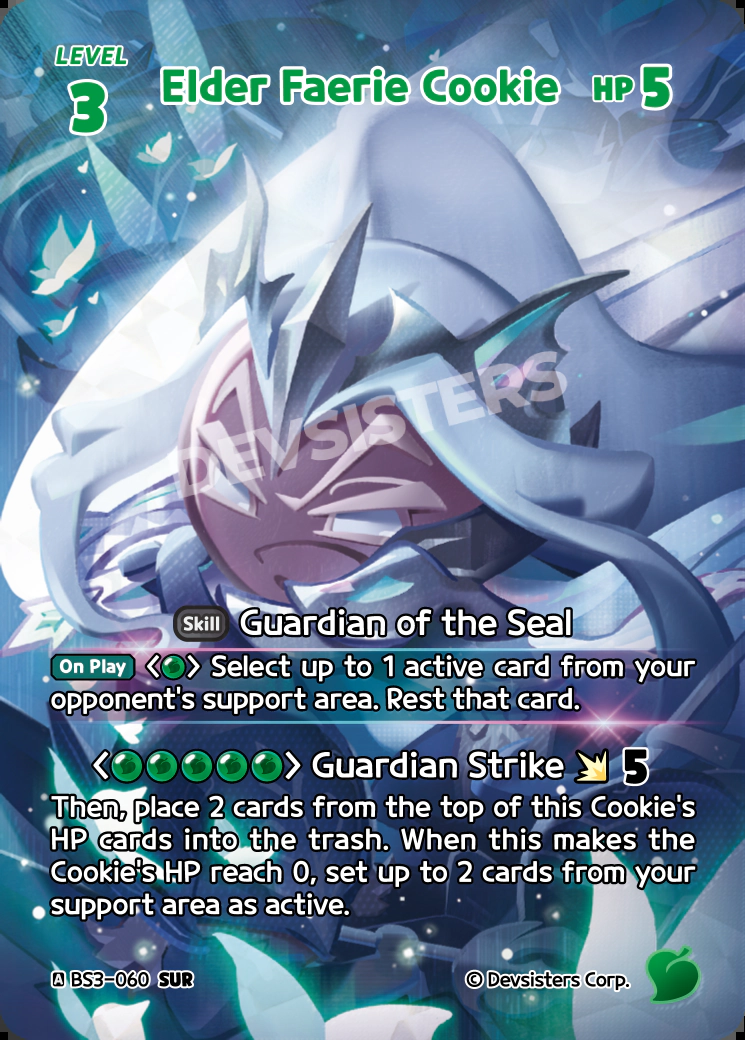 LEVEL
3
Elder Faerie Cookie
HP 5
DEVSISTERS
Skill Guardian of the Seal
On Play < > Select up to 1 active card from your
opponent's support area. Rest that card.
< > Guardian Strike 5
Then, place 2 cards from the top of this Cookie's
HP cards into the trash. When this makes the
Cookie's HP reach 0, set up to 2 cards from your
support area as active.
A BS3-060 SUR
© Devsisters Corp.